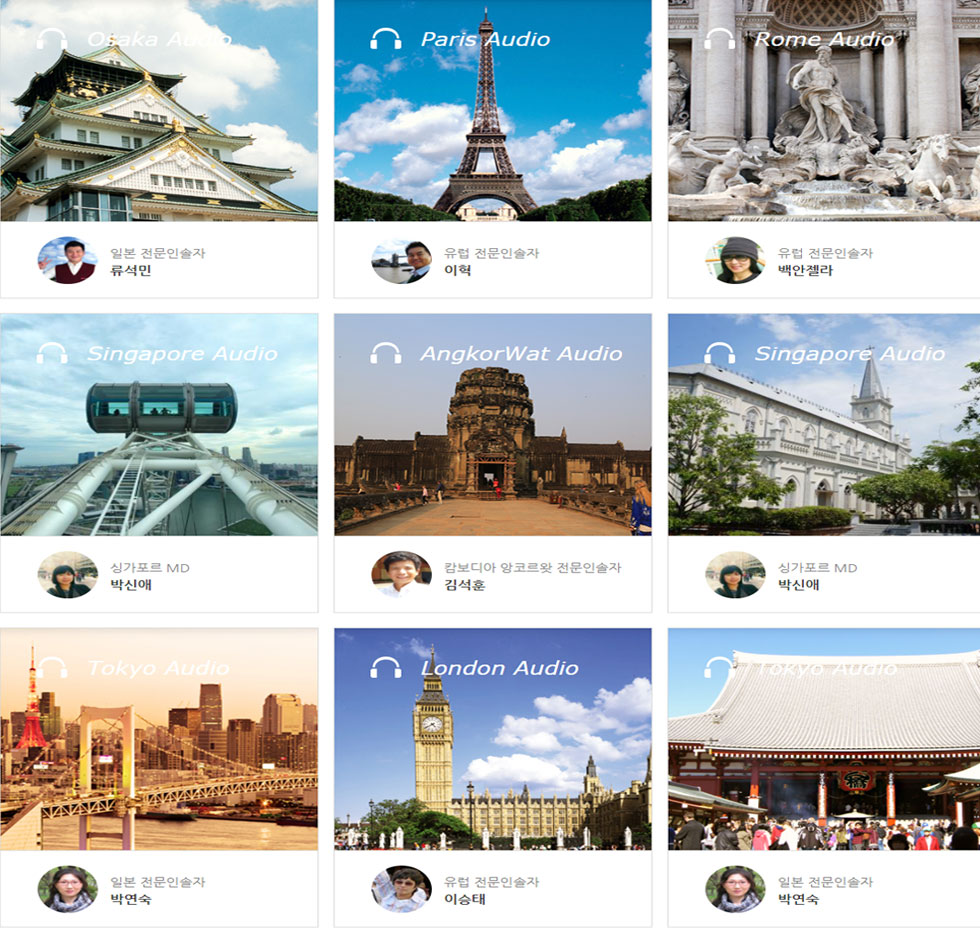 Osaka Audio
일본 전문인솔자
류석민
Paris Audio
유럽 전문인솔자
이혁
Rome Audio
유럽 전문인솔자
백안젤라
Singapore Audio
싱가포르 MD
박신애
AngkorWat Audio
캄보디아 앙코르왓 전문인솔자
김석훈
Singapore Audio
싱가포르 MD
박신애
Tokyo Audio
일본 전문인솔자
박연숙
London Audio
유럽 전문인솔자
이승태
Tokyo Audio
일본 전문인솔자
박연숙